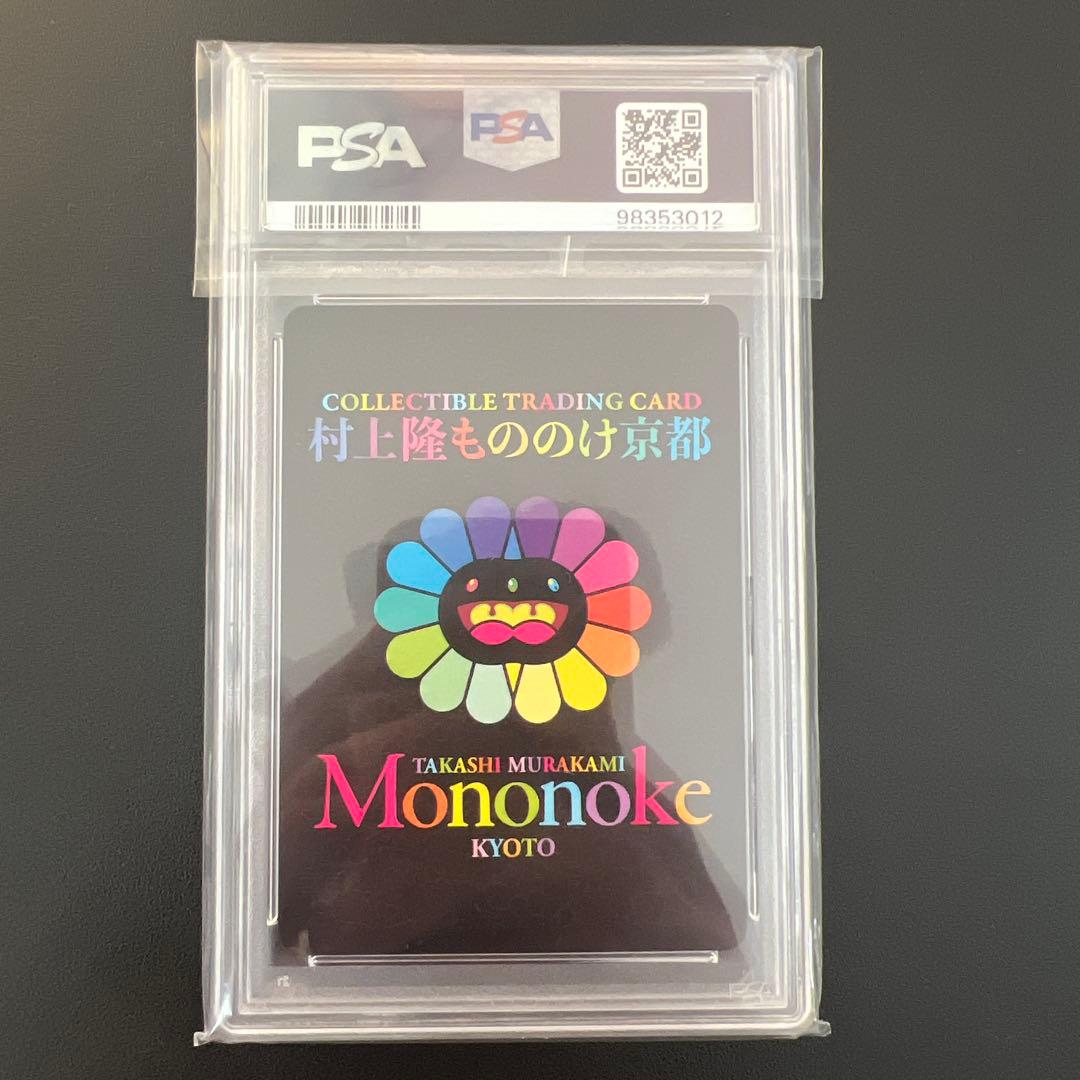 PSA
PSA
98353012
COLLECTIBLE TRADING CARD
村上隆もののけ京都
TAKASHI MURAKAMI
Mononoke
KYOTO
PSA